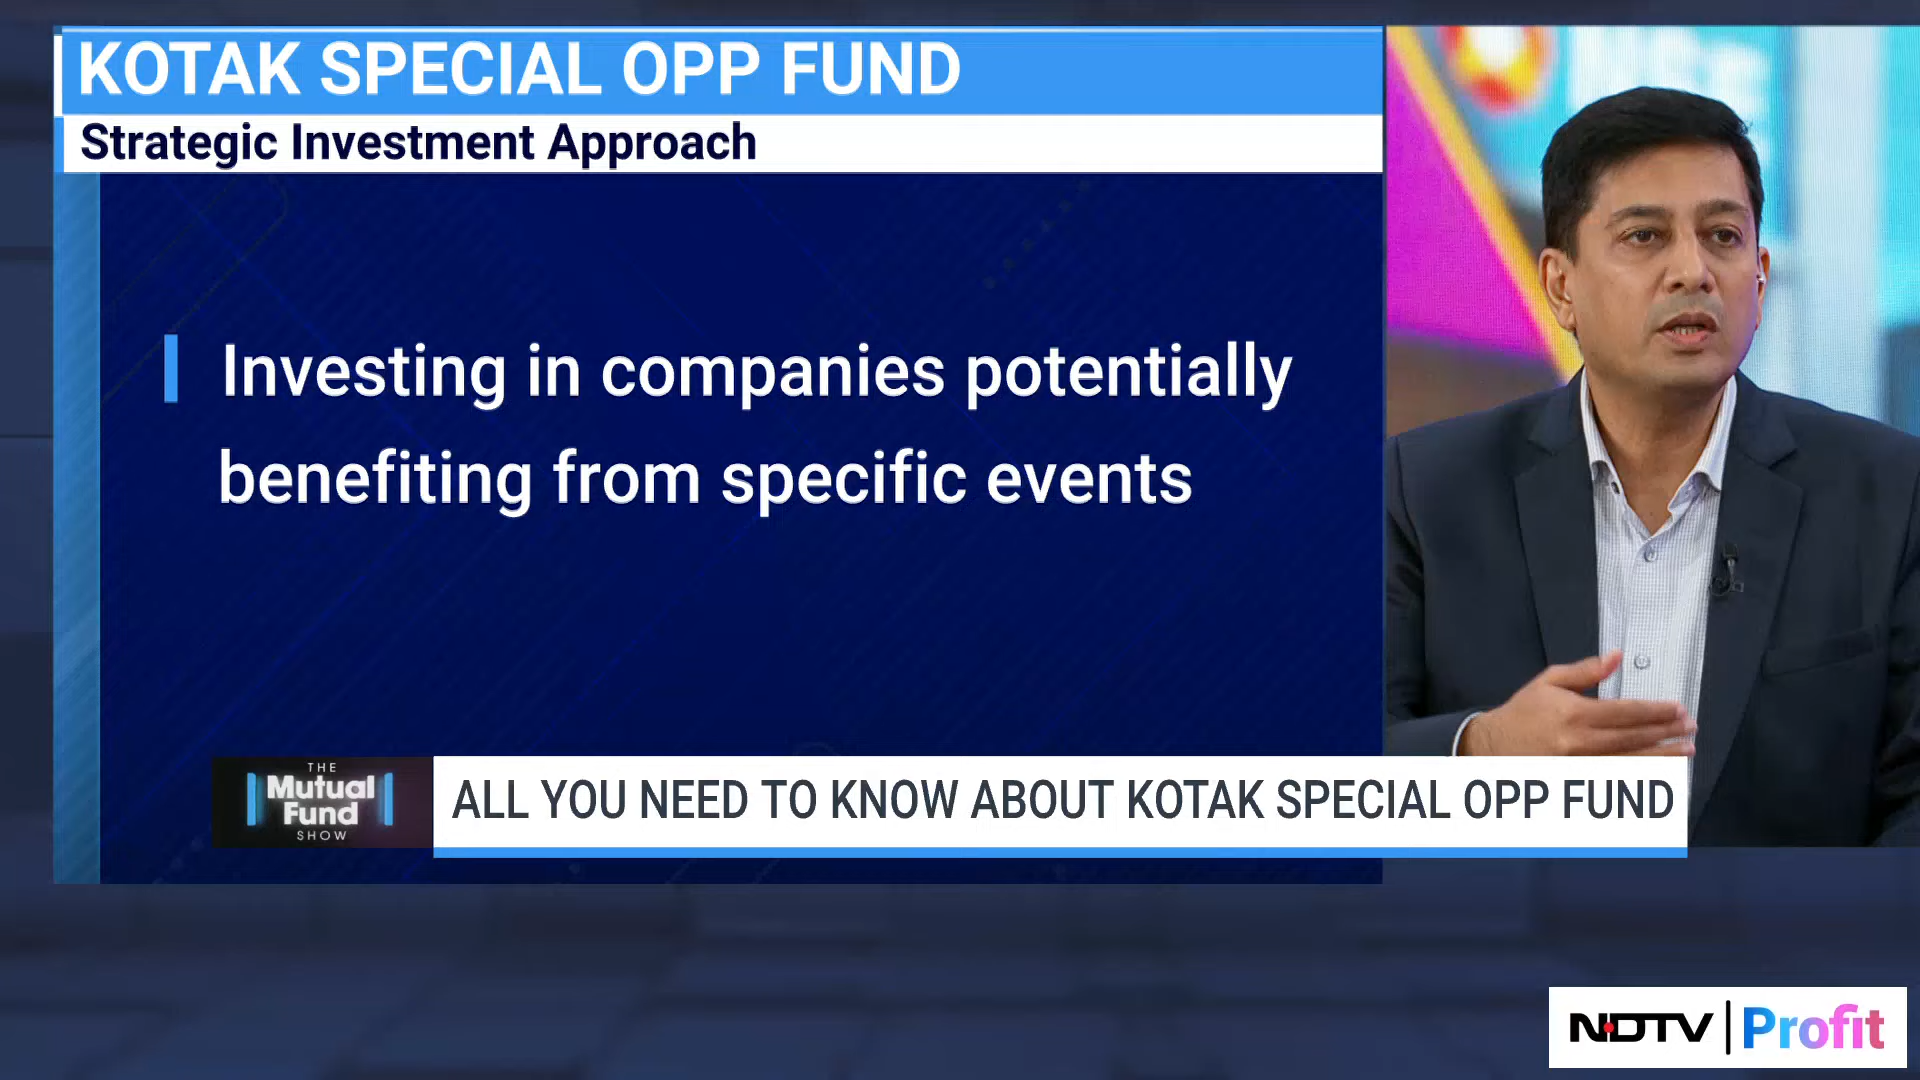 KOTAK SPECIAL OPP FUND
Strategic Investment Approach
Investing in companies potentially
benefiting from specific events
THE
Mutual
Fund
SHOW
ALL YOU NEED TO KNOW ABOUT KOTAK SPECIAL OPP FUND
NDTV Profit